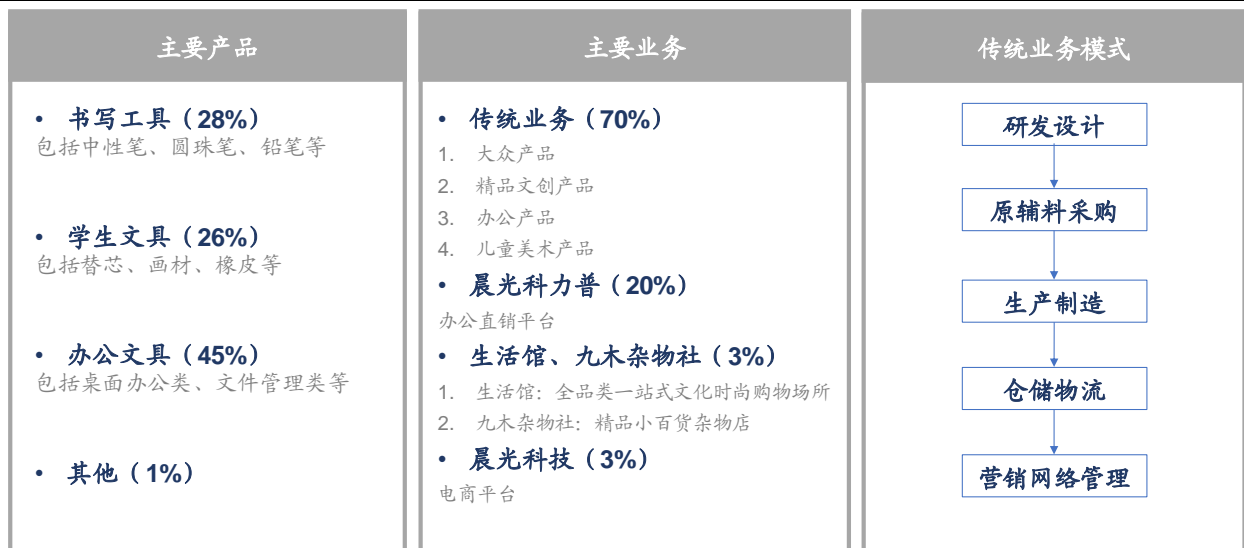 主要产品
• 书写工具（28%）
包括中性笔、圆珠笔、铅笔等
• 学生文具（26%）
包括替芯、画材、橡皮等
• 办公文具（45%）
包括桌面办公类、文件管理类等
• 其他（1%）
主要业务
• 传统业务（70%）
1. 大众产品
2. 精品文创产品
3. 办公产品
4. 儿童美术产品
• 晨光科力普（20%）
办公直销平台
• 生活馆、九木杂物社（3%）
1. 生活馆：全品类一站式文化时尚购物场所
2. 九木杂物社：精品小百货杂物店
• 晨光科技（3%）
电商平台
传统业务模式
研发设计
原辅料采购
生产制造
仓储物流
营销网络管理